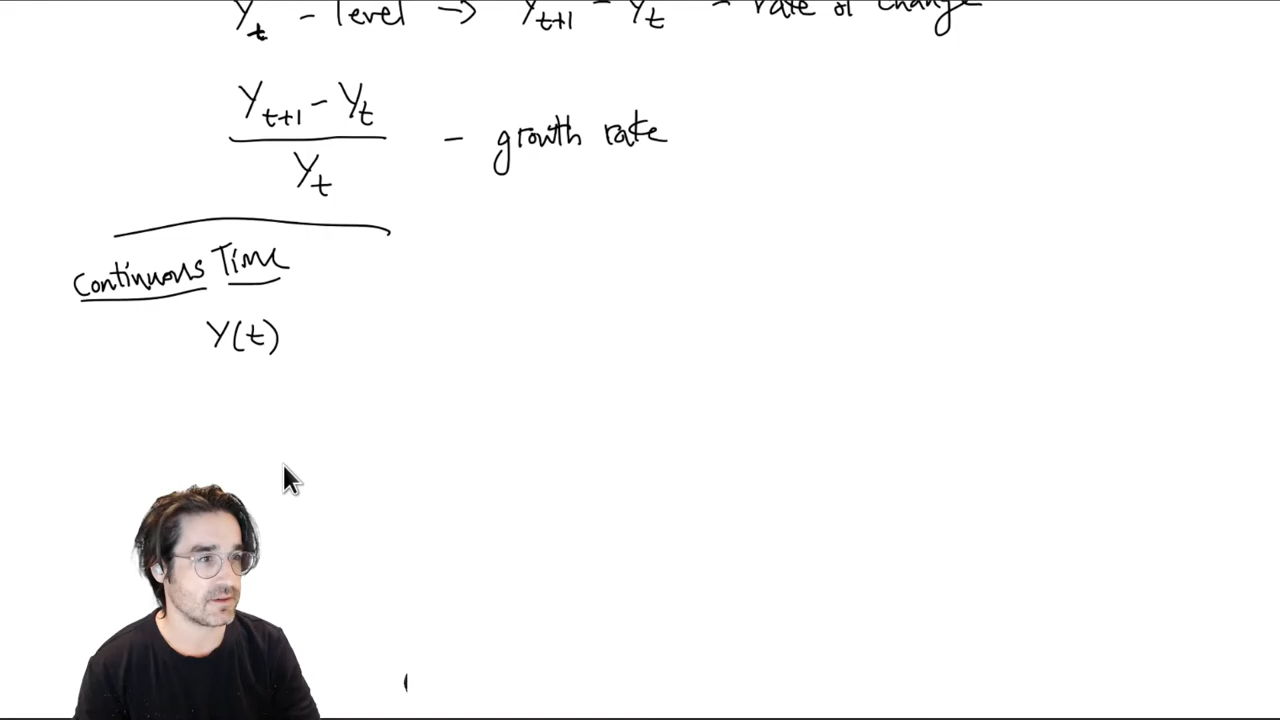 Y_t - level → Y_{t+1} - Y_t - rate of change
Y_{t+1} - Y_t
Y_t
- growth rate
Continuous Time
Y(t)